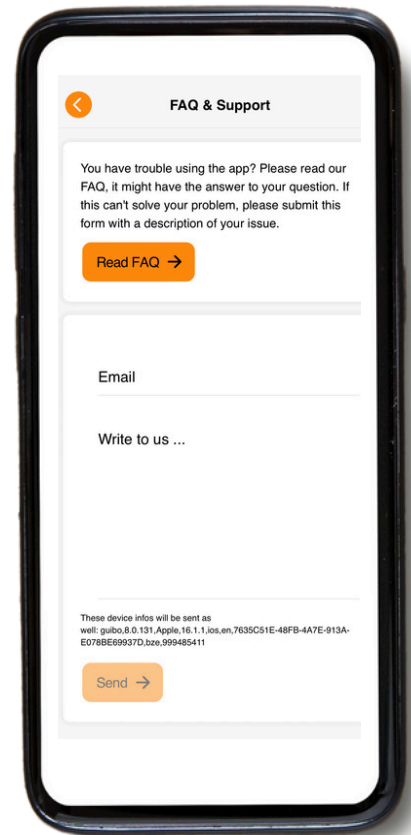 FAQ & Support
You have trouble using the app? Please read our
FAQ, it might have the answer to your question. If
this can't solve your problem, please submit this
form with a description of your issue.
Read FAQ →
Email
Write to us ...
These device infos will be sent as
well: guibo,8.0.131,Apple,16.1.1,ios,en,7635C51E-48FB-4A7E-913A-
E078BE69937D,bze,999485411
Send →